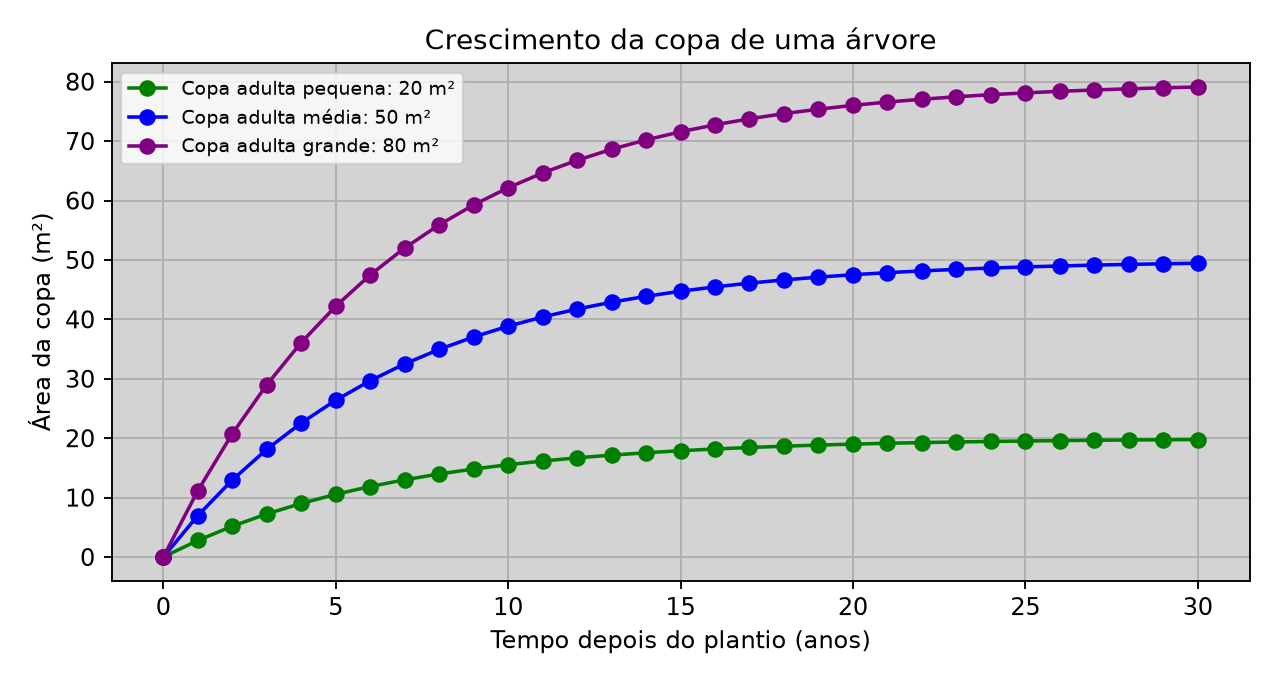 Crescimento da copa de uma árvore
Copa adulta pequena: 20 m²
Copa adulta média: 50 m²
Copa adulta grande: 80 m²
Área da copa (m²)
80
70
60
50
40
30
20
10
0
0 5 10 15 20 25 30
Tempo depois do plantio (anos)